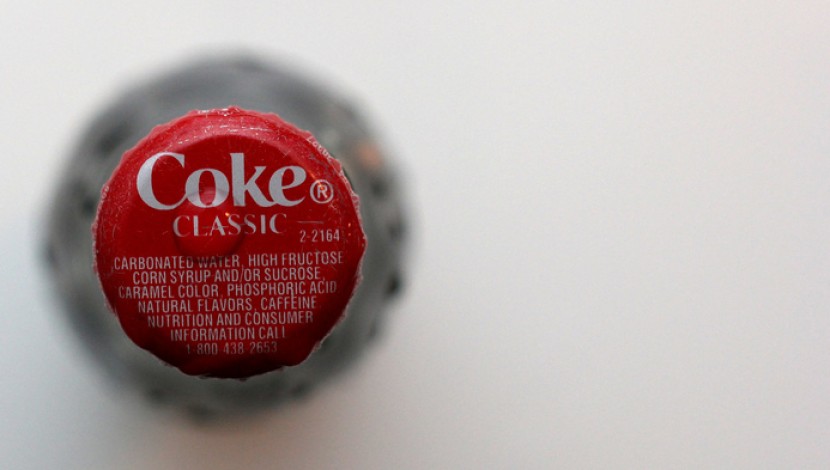 Coke®
CLASSIC
2-2164
CARBONATED WATER, HIGH FRUCTOSE
CORN SYRUP AND/OR SUCROSE,
CARAMEL COLOR, PHOSPHORIC ACID
NATURAL FLAVORS, CAFFEINE
NUTRITION AND CONSUMER
INFORMATION CALL
1-800-438-2653